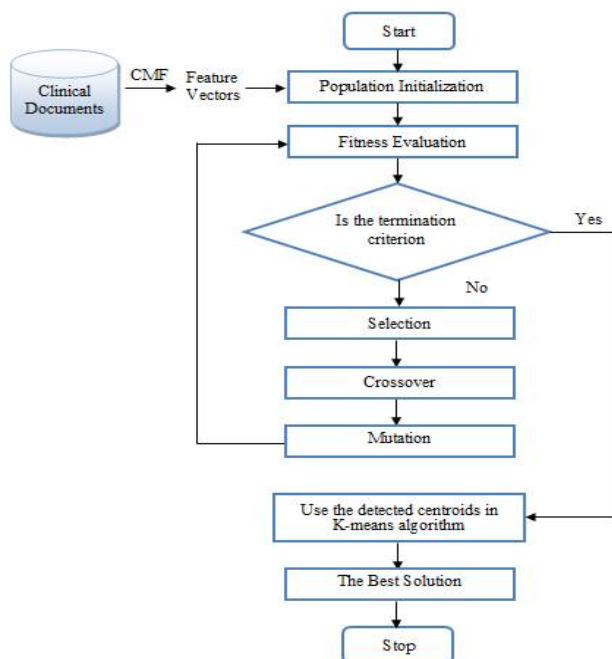 Start
Clinical
Documents
CMF
Feature
Vectors
Population Initialization
Fitness Evaluation
Is the termination
criterion
Yes
No
Selection
Crossover
Mutation
Use the detected centroids in
K-means algorithm
The Best Solution
Stop